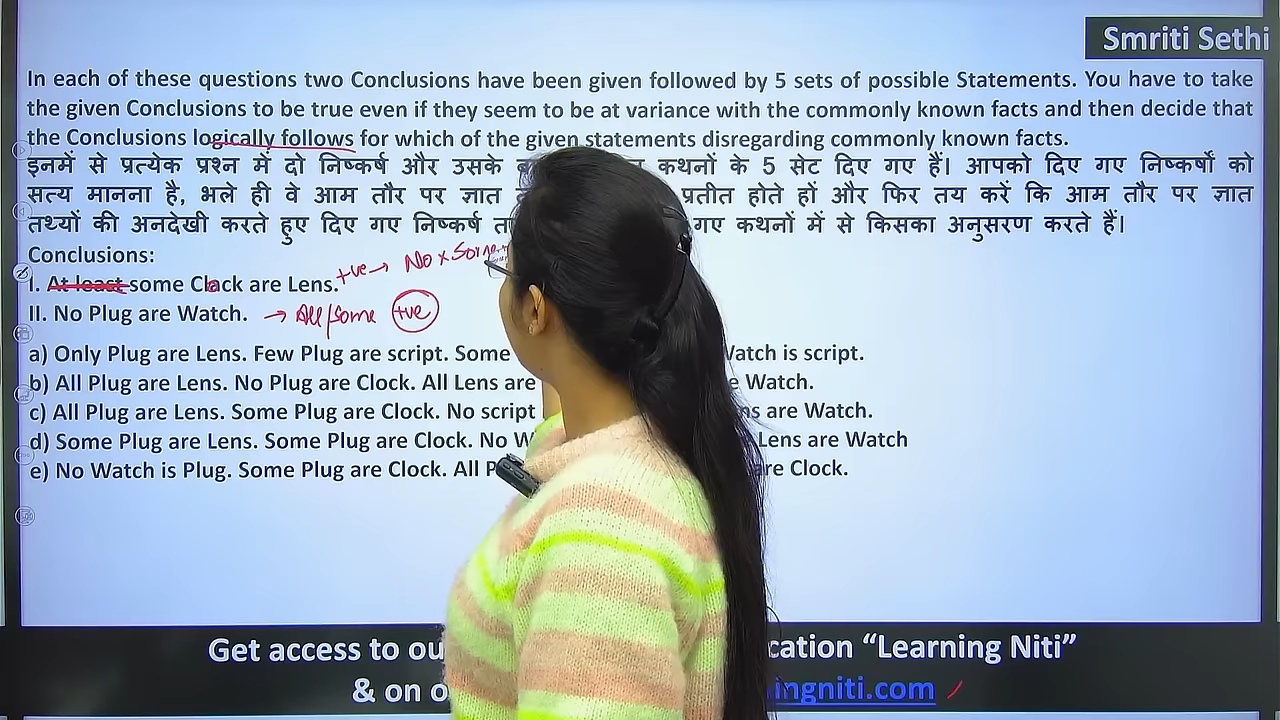 Smriti Sethi
In each of these questions two Conclusions have been given followed by 5 sets of possible Statements. You have to take
the given Conclusions to be true even if they seem to be at variance with the commonly known facts and then decide that
the Conclusions logically follows for which of the given statements disregarding commonly known facts.
इनमें से प्रत्येक प्रश्न में दो निष्कर्ष और उसके कथनों के 5 सेट दिए गए हैं। आपको दिए गए निष्कर्षों को
सत्य मानना है, भले ही वे आम तौर पर ज्ञात प्रतीत होते हों और फिर तय करें कि आम तौर पर ज्ञात
तथ्यों की अनदेखी करते हुए दिए गए निष्कर्ष गए कथनों में से किसका अनुसरण करते हैं।
Conclusions:
I. At least some Clock are Lens. +ve → No x Some
II. No Plug are Watch. → All/some +ve
a) Only Plug are Lens. Few Plug are script. Some Watch is script.
b) All Plug are Lens. No Plug are Clock. All Lens are Watch.
c) All Plug are Lens. Some Plug are Clock. No script are Watch.
d) Some Plug are Lens. Some Plug are Clock. No Lens are Watch
e) No Watch is Plug. Some Plug are Clock. All are Clock.
Get access to “Learning Niti”
& on